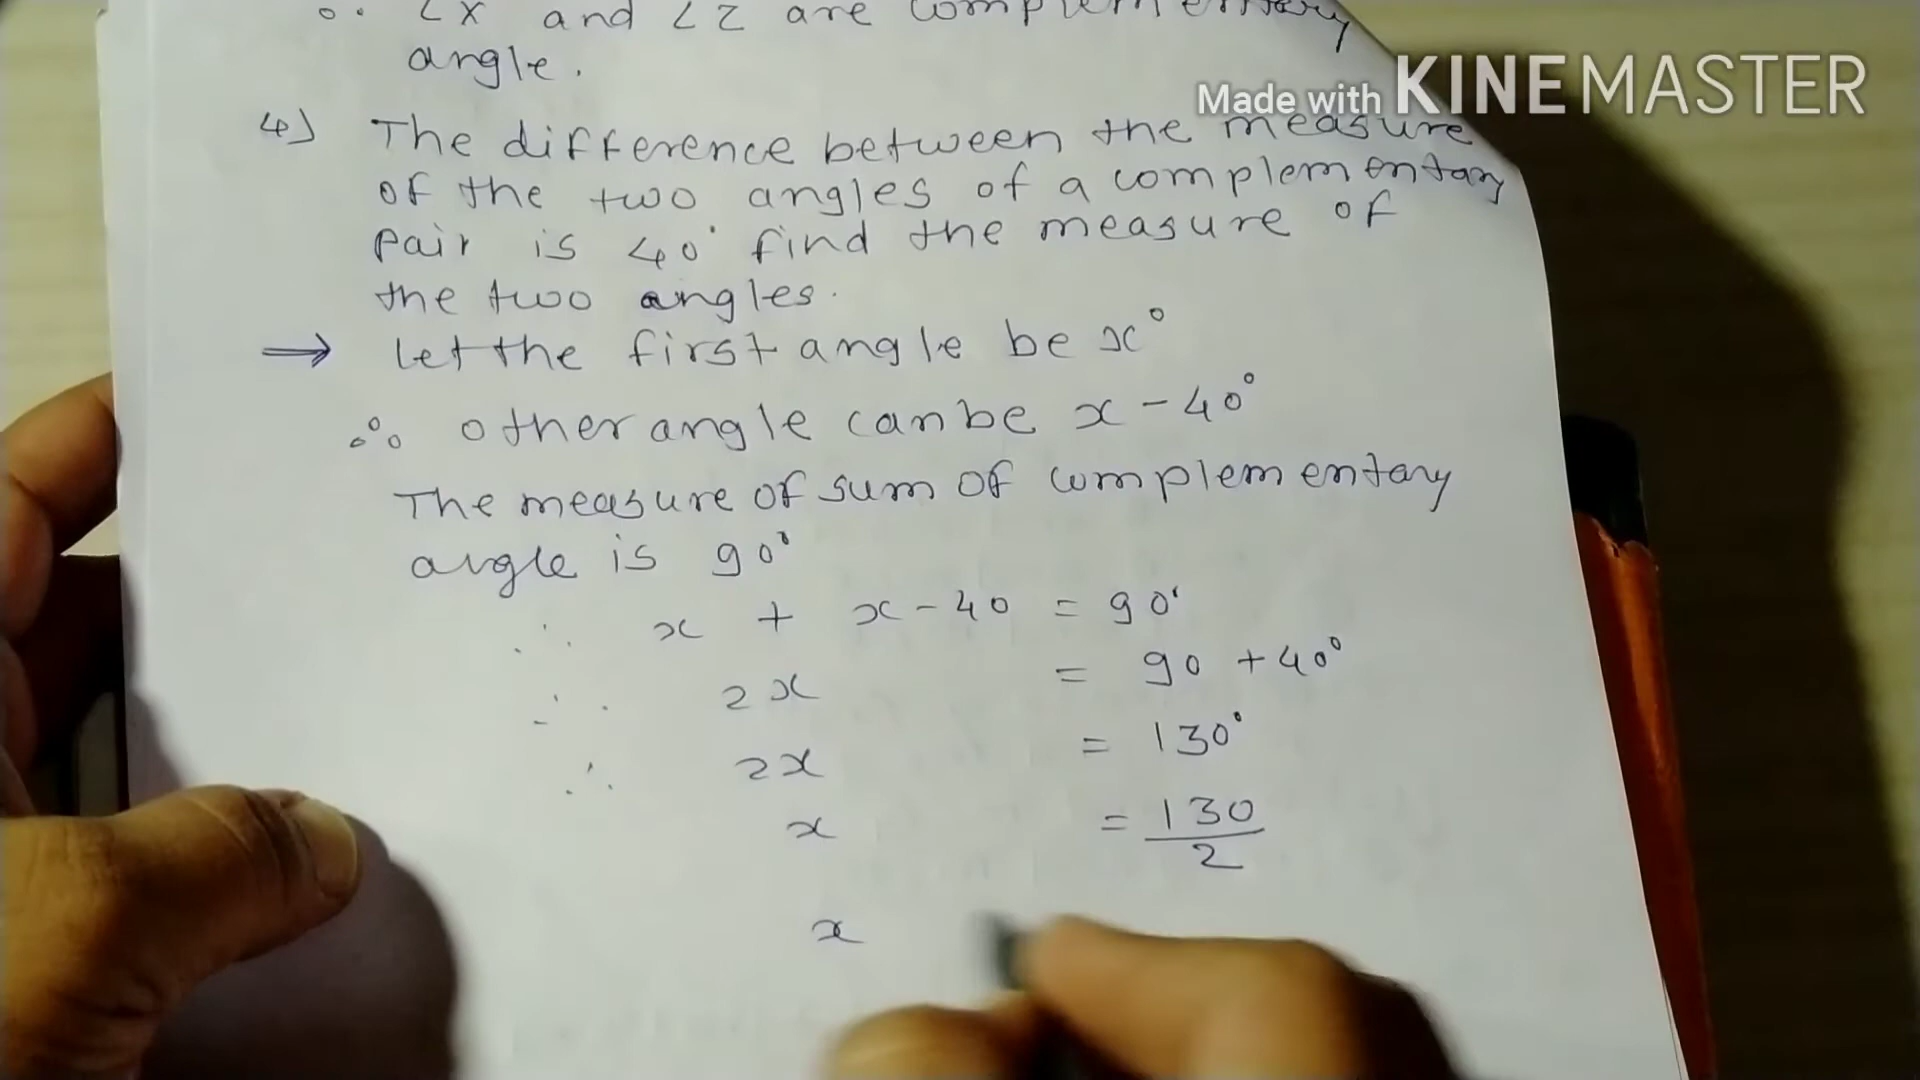 ∴ ∠X and ∠Z are complementary
angle.
Made with KINEMASTER
4) The difference between the measure
of the two angles of a complementary
pair is 40° find the measure of
the two angles.
⇒ Let the first angle be x°
∴ other angle can be x - 40°
The measure of sum of complementary
angle is 90°
∴ x + x - 40 = 90°
∴ 2x = 90 + 40°
∴ 2x = 130°
x = 130/2
x